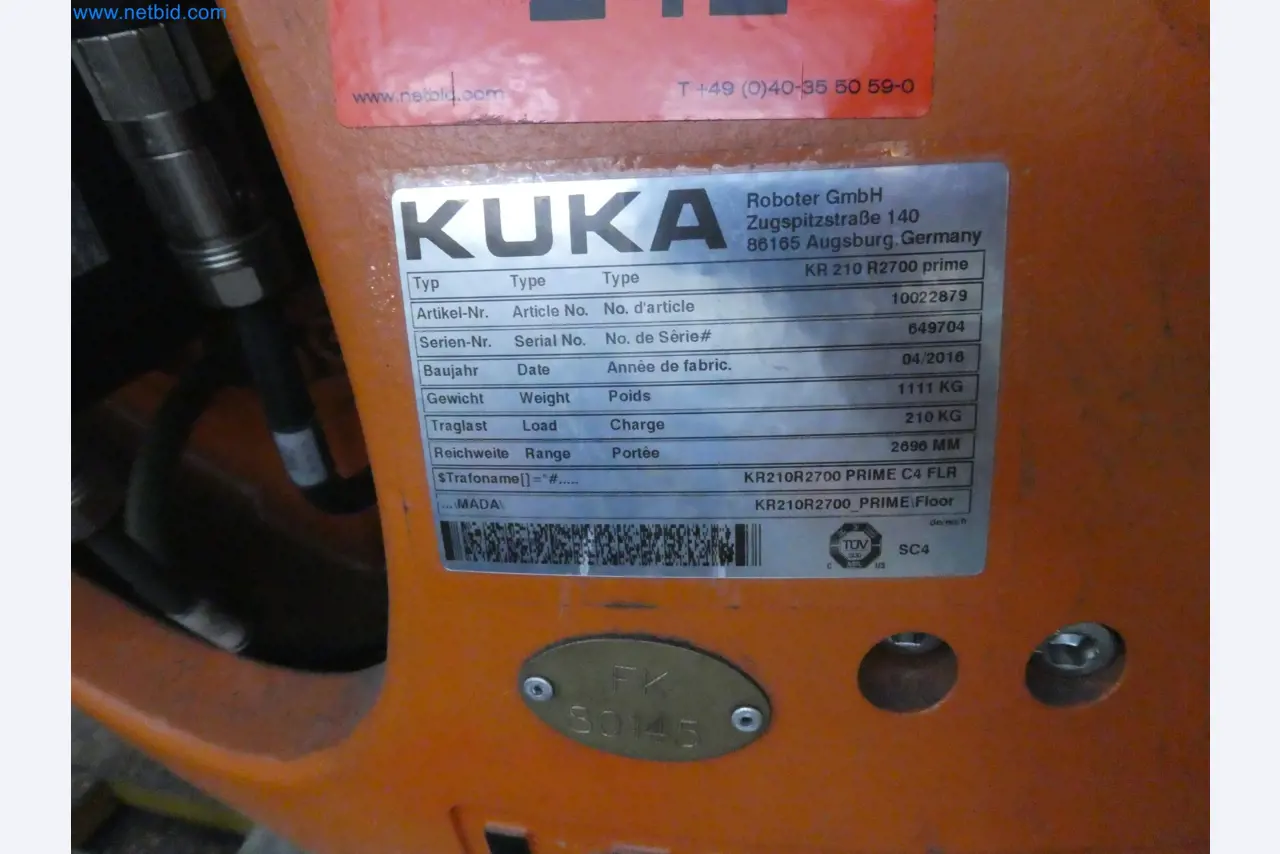 www.netbid.com
www.netbid.com T +49 (0)40-35 50 59-0
KUKA
Roboter GmbH
Zugspitzstraße 140
86165 Augsburg, Germany
Typ Type Type KR 210 R2700 prime
Artikel-Nr. Article No. No. d'article 10022879
Serien-Nr. Serial No. No. de Série# 649704
Baujahr Date Année de fabric. 04/2016
Gewicht Weight Poids 1111 KG
Traglast Load Charge 210 KG
Reichweite Range Portée 2696 MM
$Trafoname[]="#..... KR210R2700 PRIME C4 FLR
...\MADA\ KR210R2700_PRIME\Floor
TÜV
C US
SC4
FK
S0145